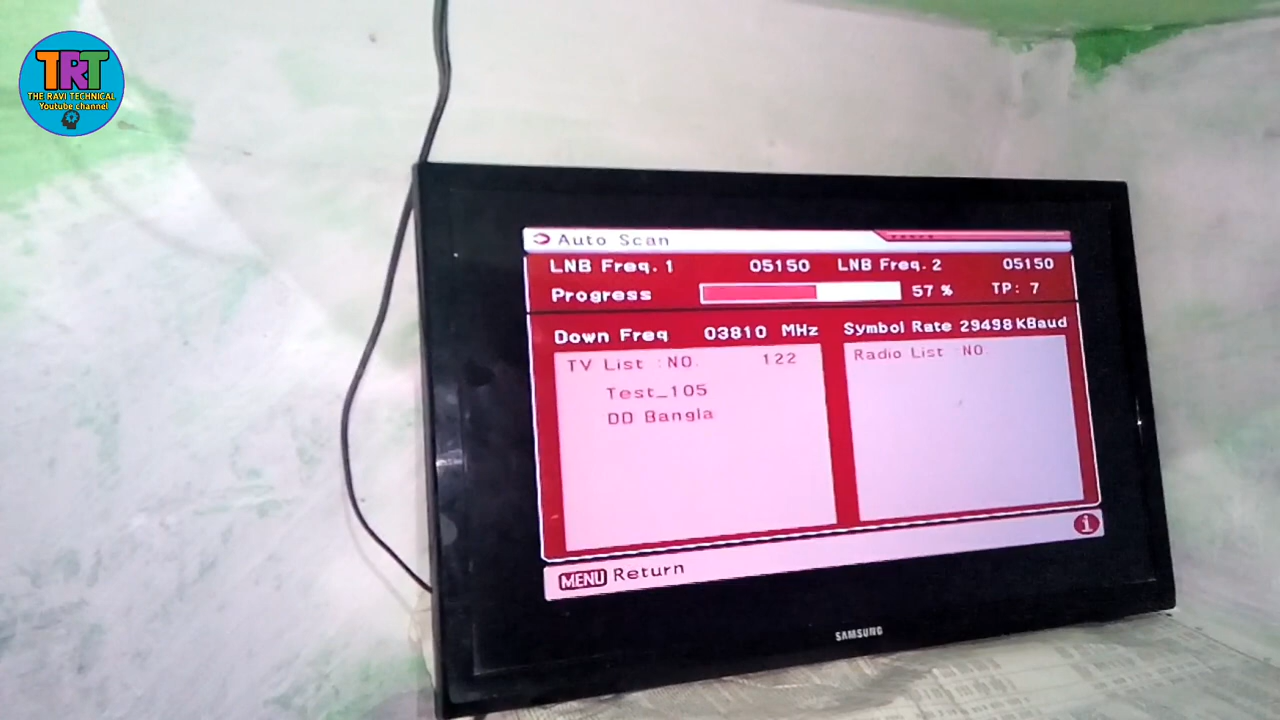 TRT
THE RAVI TECHNICAL
Youtube channel
Auto Scan
LNB Freq. 1 05150 LNB Freq. 2 05150
Progress 57 % TP: 7
Down Freq 03810 MHz Symbol Rate 29498 KBaud
TV List : NO. 122
Radio List : NO.
Test_105
DD Bangla
i
MENU Return
SAMSUNG